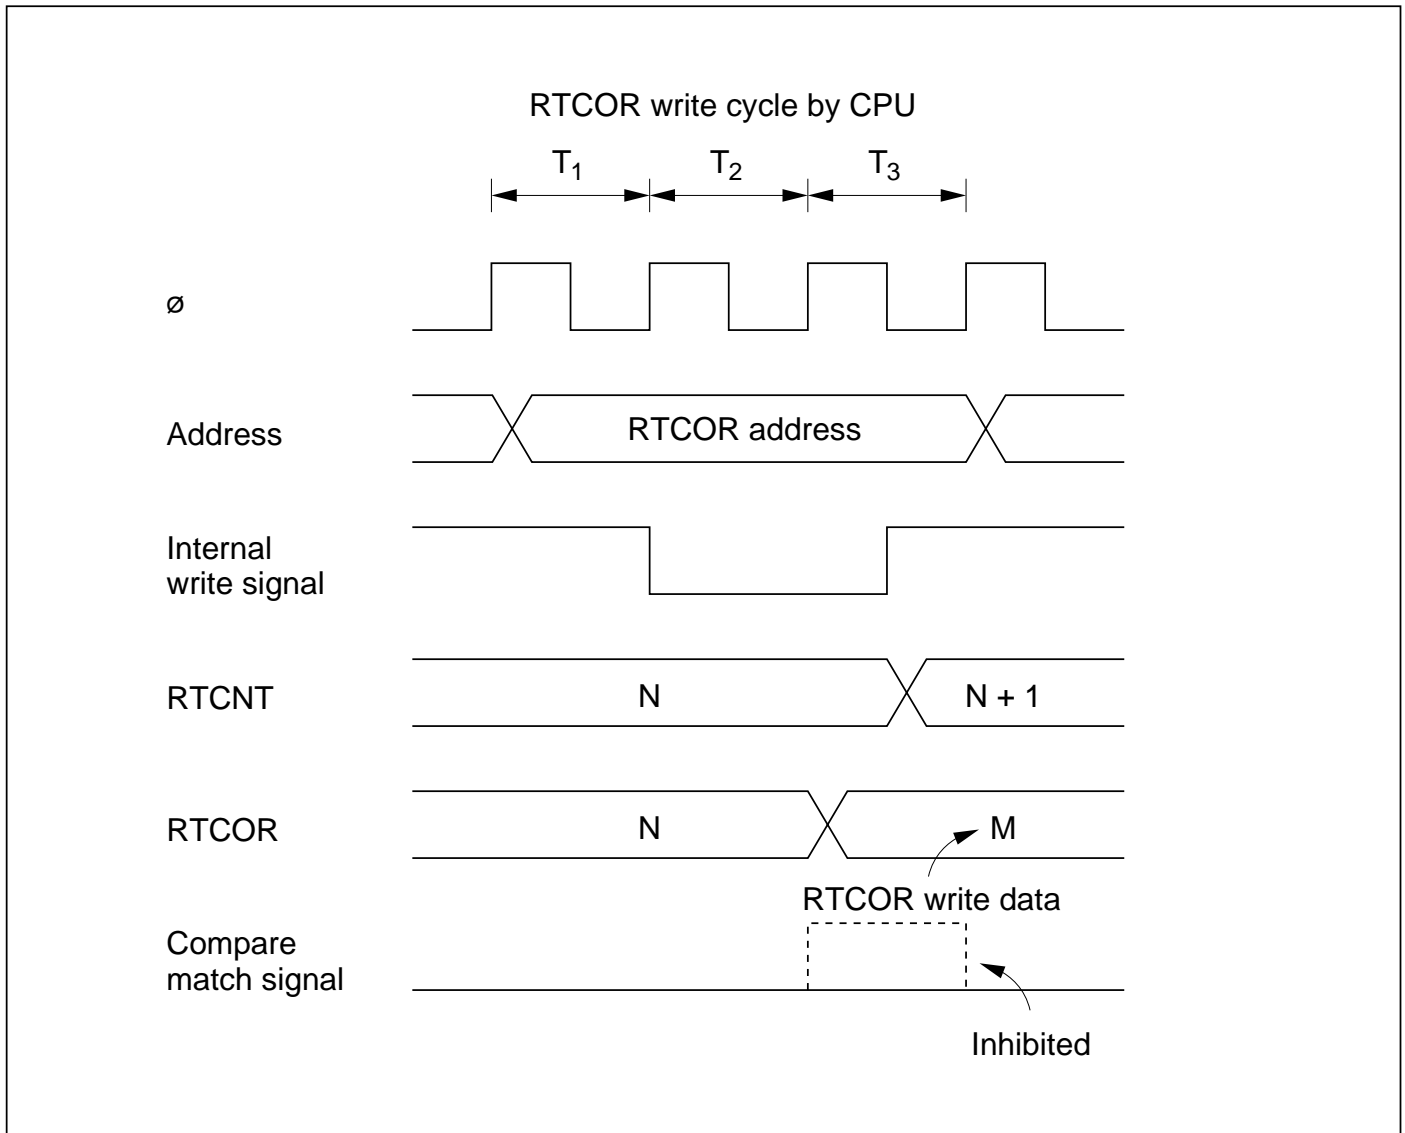 RTCOR write cycle by CPU
T1 T2 T3
ø
Address
RTCOR address
Internal
write signal
RTCNT
N
N + 1
RTCOR
N
M
RTCOR write data
Compare
match signal
Inhibited